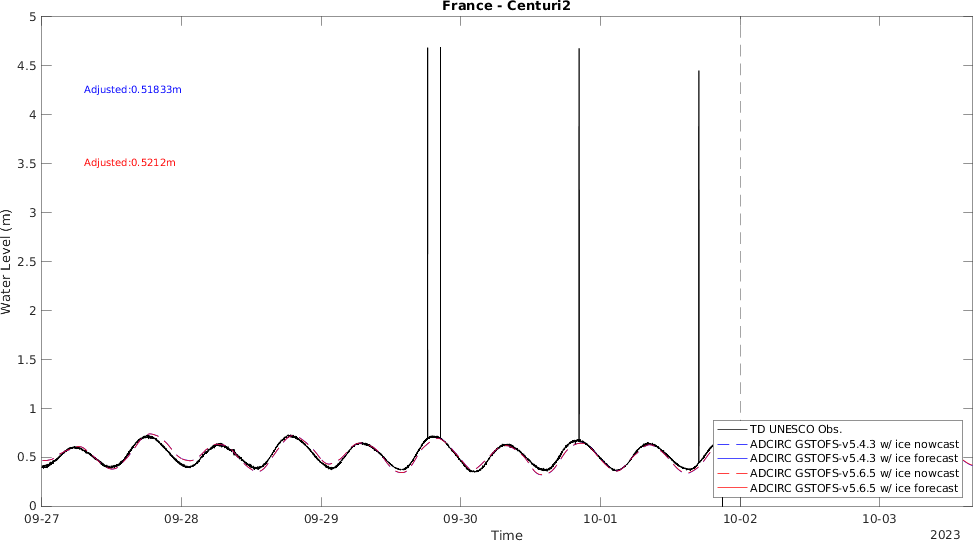 France - Centuri2
5
4.5
4
3.5
3
2.5
2
1.5
1
0.5
0
Water Level (m)
Adjusted:0.51833m
Adjusted:0.5212m
TD UNESCO Obs.
ADCIRC GSTOFS-v5.4.3 w/ ice nowcast
ADCIRC GSTOFS-v5.4.3 w/ ice forecast
ADCIRC GSTOFS-v5.6.5 w/ ice nowcast
ADCIRC GSTOFS-v5.6.5 w/ ice forecast
09-27 09-28 09-29 09-30 10-01 10-02 10-03
Time
2023